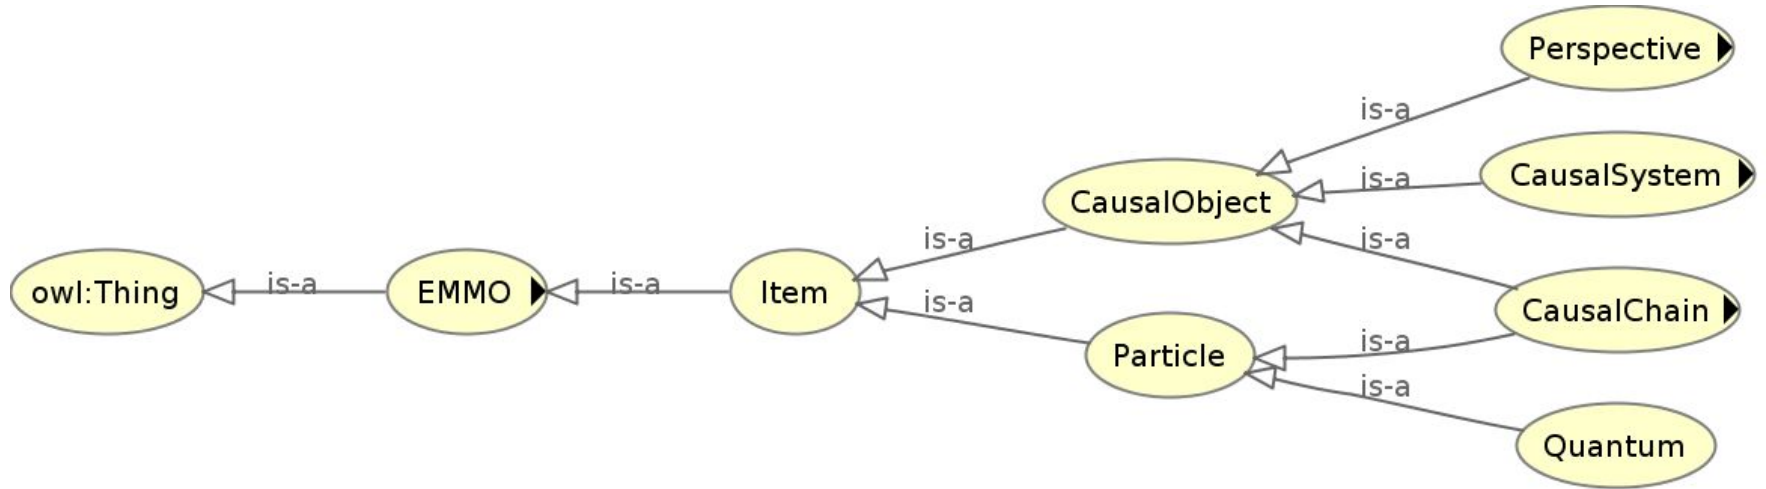 Perspective
is-a
CausalSystem
is-a
CausalObject
is-a
is-a
owl:Thing
is-a
EMMO
is-a
Item
is-a
CausalChain
is-a
Particle
is-a
Quantum